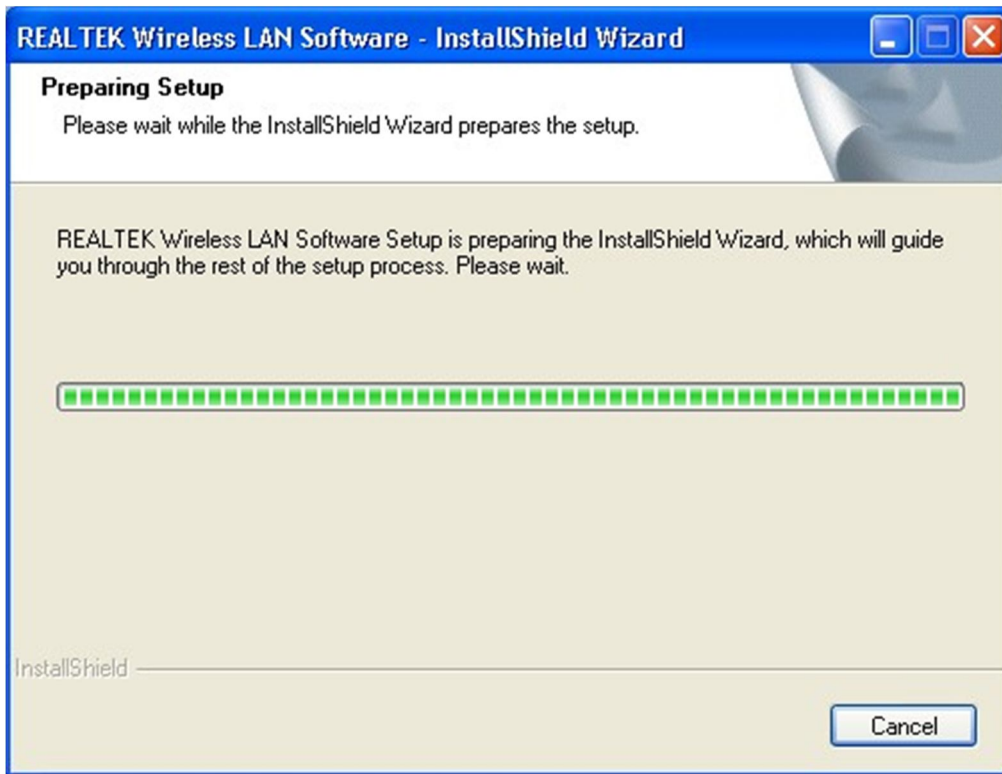 REALTEK Wireless LAN Software - InstallShield Wizard
Preparing Setup
Please wait while the InstallShield Wizard prepares the setup.
REALTEK Wireless LAN Software Setup is preparing the InstallShield Wizard, which will guide
you through the rest of the setup process. Please wait.
InstallShield
Cancel